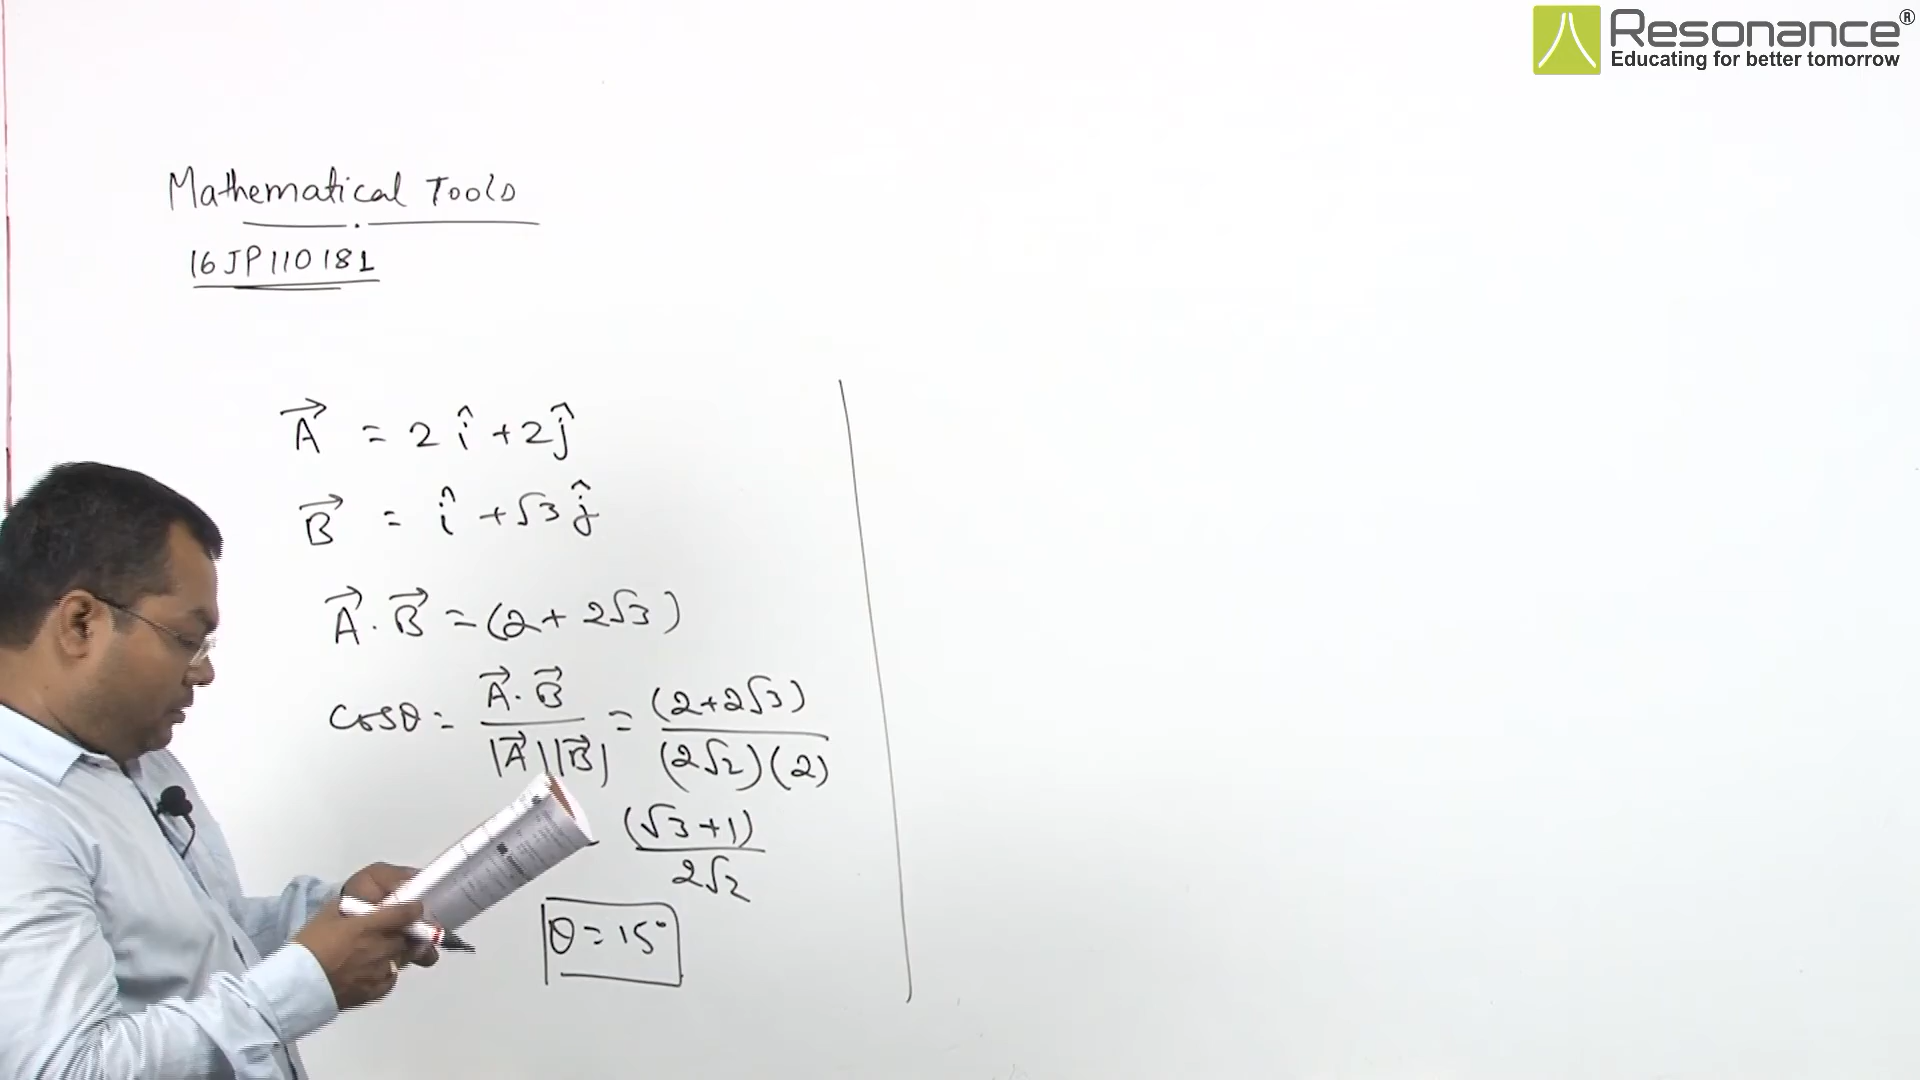 Resonance®
Educating for better tomorrow
Mathematical Tools
16JP110181
A⃗ = 2î + 2ĵ
B⃗ = î + √3ĵ
A⃗ . B⃗ = (2 + 2√3)
cosθ = A⃗ . B⃗ / |A⃗||B⃗| = (2+2√3) / (2√2)(2)
(√3+1) / 2√2
θ = 15°